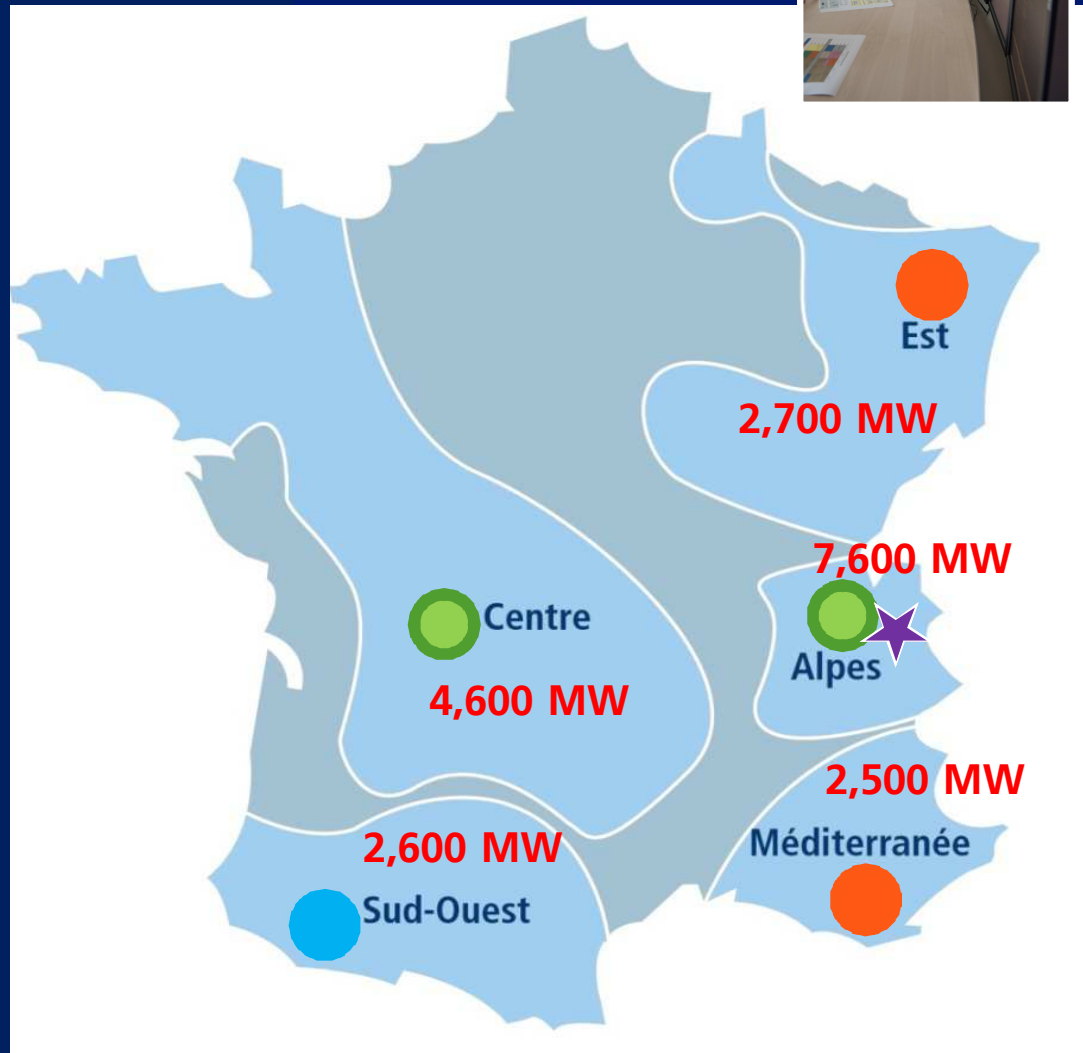 Est
2,700 MW
7,600 MW
Centre
Alpes
4,600 MW
2,500 MW
Méditerranée
2,600 MW
Sud-Ouest